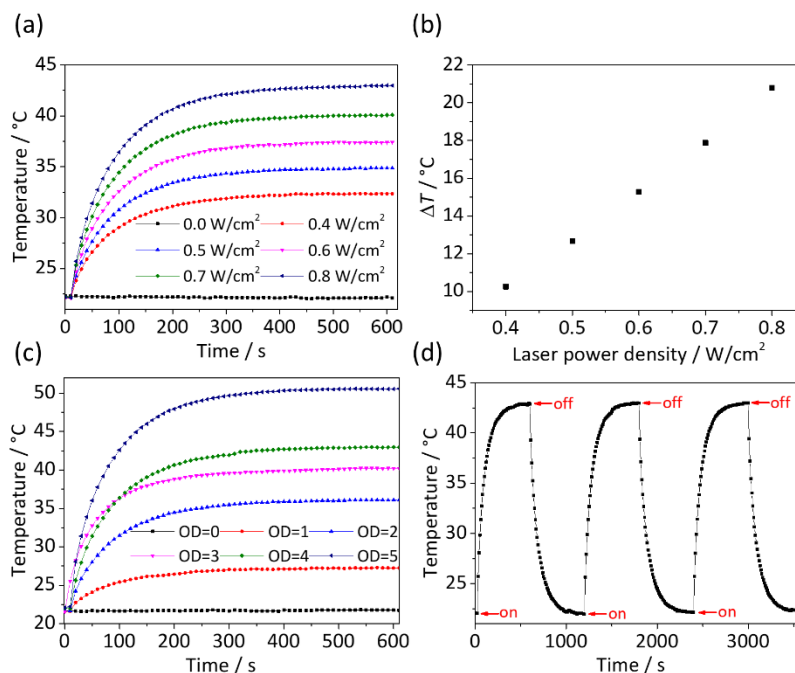 (a)
45
40
35
30
25
Temperature / °C
0.0 W/cm² 0.4 W/cm²
0.5 W/cm² 0.6 W/cm²
0.7 W/cm² 0.8 W/cm²
0 100 200 300 400 500 600
Time / s
(b)
22
20
18
16
14
12
10
ΔT / °C
0.4 0.5 0.6 0.7 0.8
Laser power density / W/cm²
(c)
50
45
40
35
30
25
20
Temperature / °C
OD=0 OD=1 OD=2
OD=3 OD=4 OD=5
0 100 200 300 400 500 600
Time / s
(d)
45
40
35
30
25
Temperature / °C
off off off
on on on
0 1000 2000 3000
Time / s